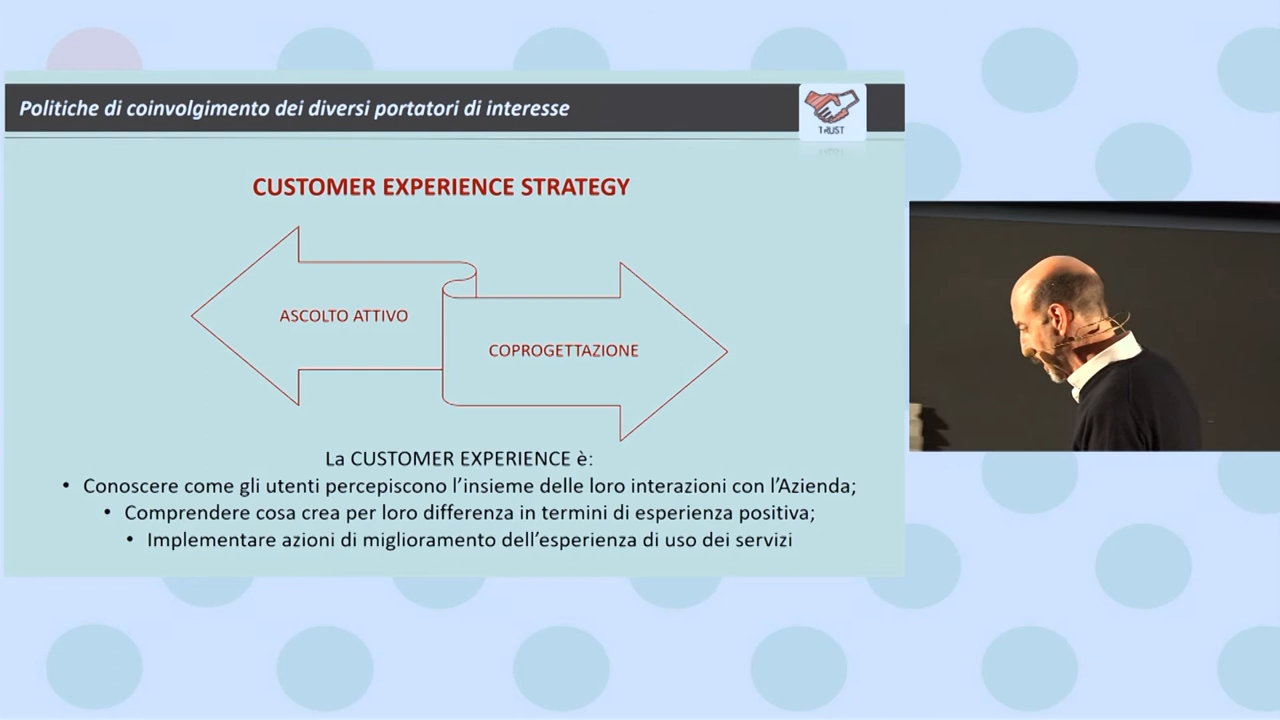 Politiche di coinvolgimento dei diversi portatori di interesse
TRUST
CUSTOMER EXPERIENCE STRATEGY
ASCOLTO ATTIVO
COPROGETTAZIONE
La CUSTOMER EXPERIENCE è:
• Conoscere come gli utenti percepiscono l'insieme delle loro interazioni con l'Azienda;
• Comprendere cosa crea per loro differenza in termini di esperienza positiva;
• Implementare azioni di miglioramento dell'esperienza di uso dei servizi